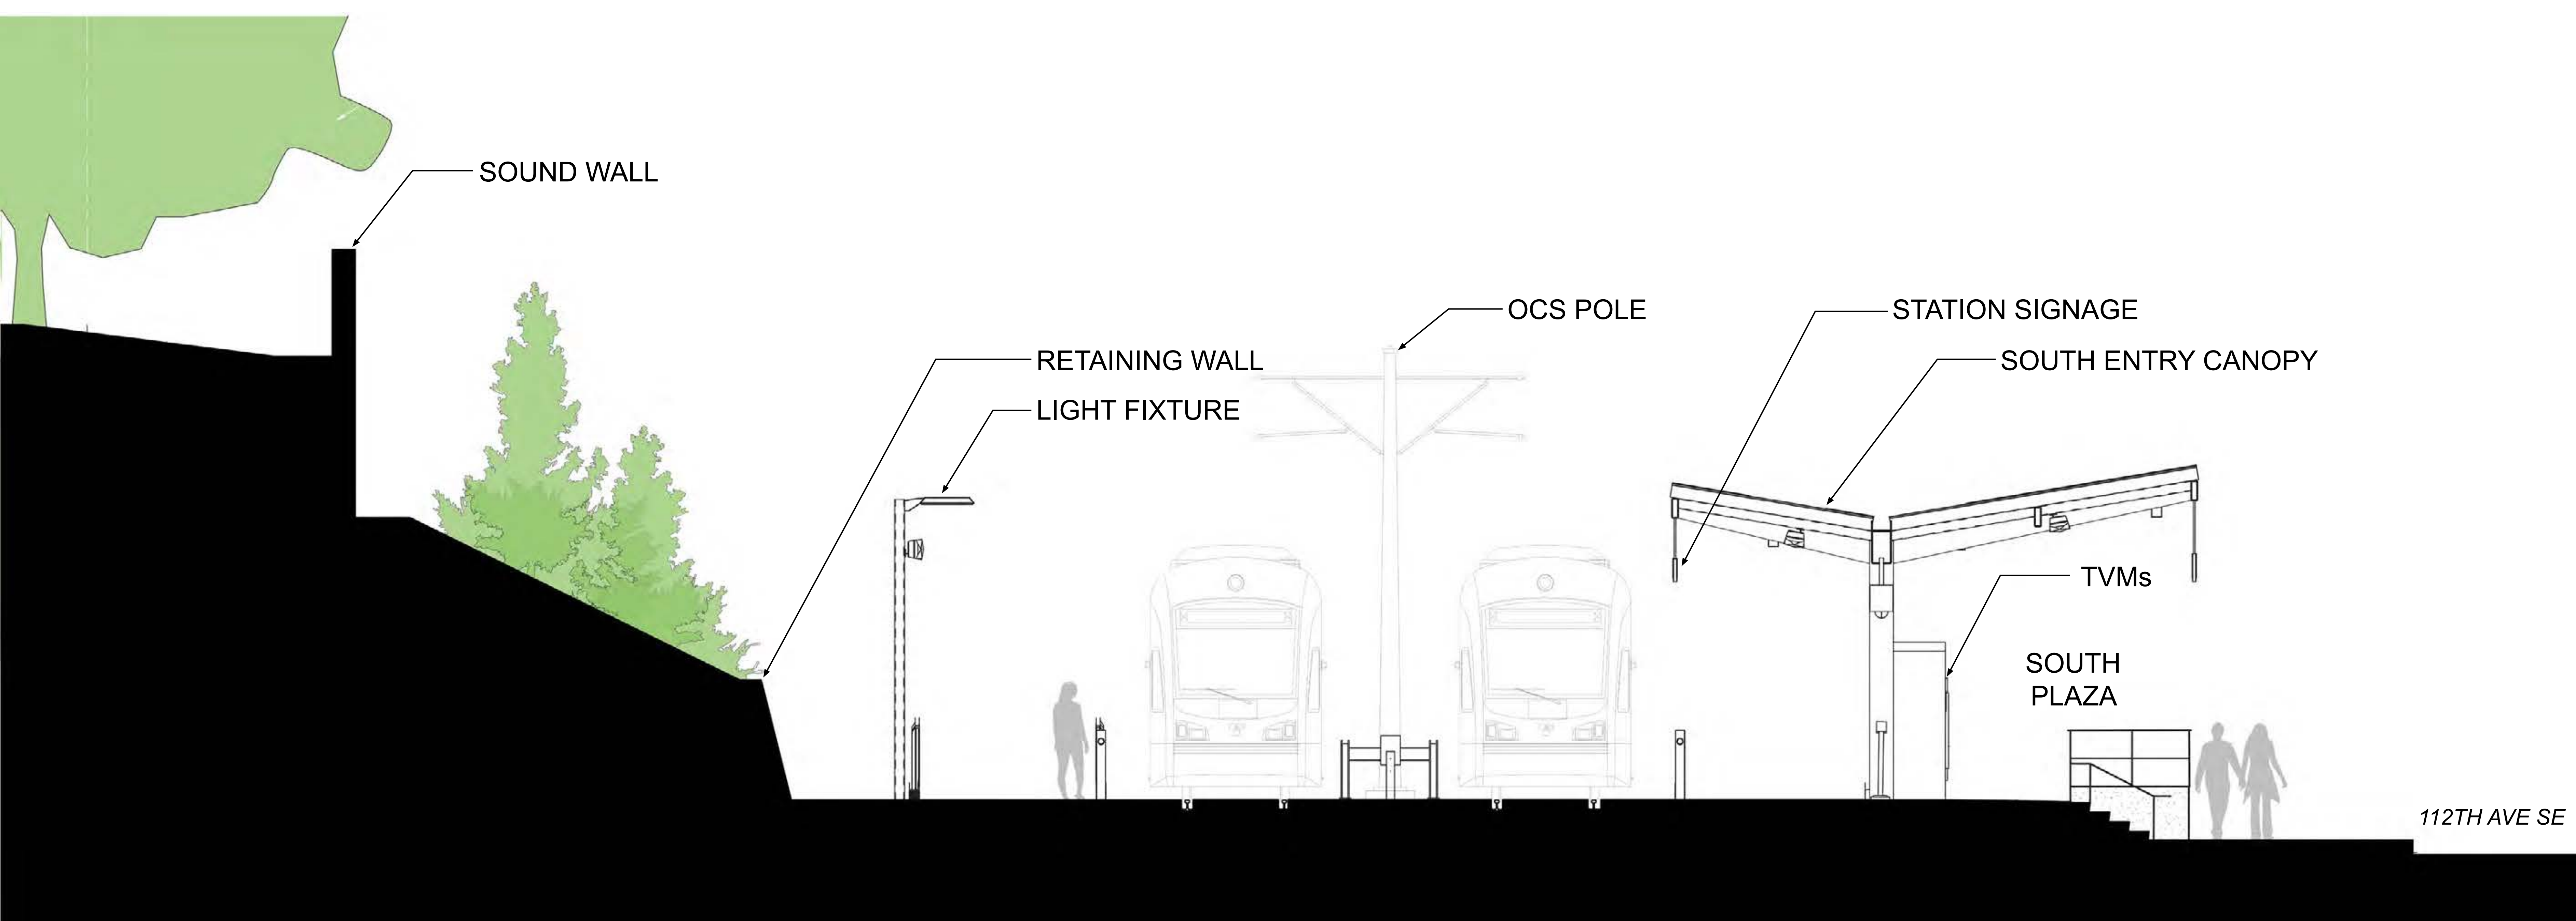 SOUND WALL
OCS POLE
STATION SIGNAGE
RETAINING WALL
SOUTH ENTRY CANOPY
LIGHT FIXTURE
TVMs
SOUTH
PLAZA
112TH AVE SE